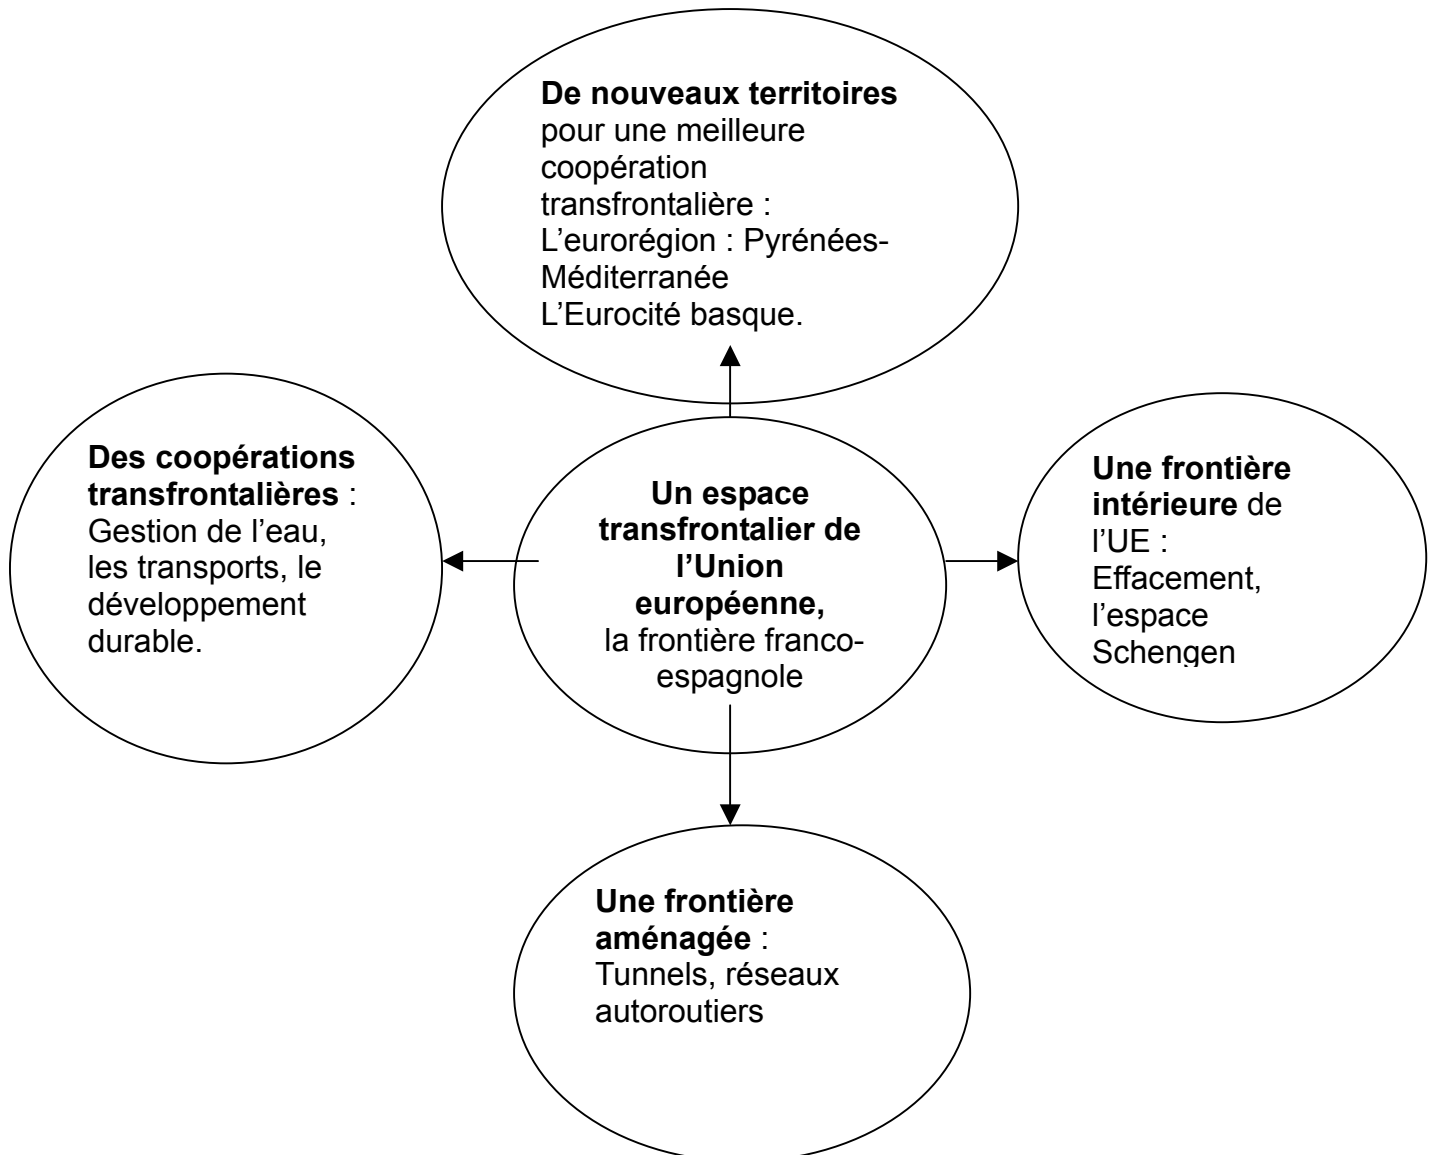 De nouveaux territoires
pour une meilleure
coopération
transfrontalière :
L’eurorégion : Pyrénées-
Méditerranée
L’Eurocité basque.
Des coopérations
transfrontalières :
Gestion de l’eau,
les transports, le
développement
durable.
Un espace
transfrontalier de
l’Union
européenne,
la frontière franco-
espagnole
Une frontière
intérieure de
l’UE :
Effacement,
l’espace
Schengen
Une frontière
aménagée :
Tunnels, réseaux
autoroutiers